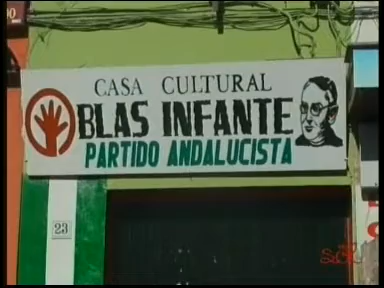 CASA CULTURAL
BLAS INFANTE
PARTIDO ANDALUCISTA
23